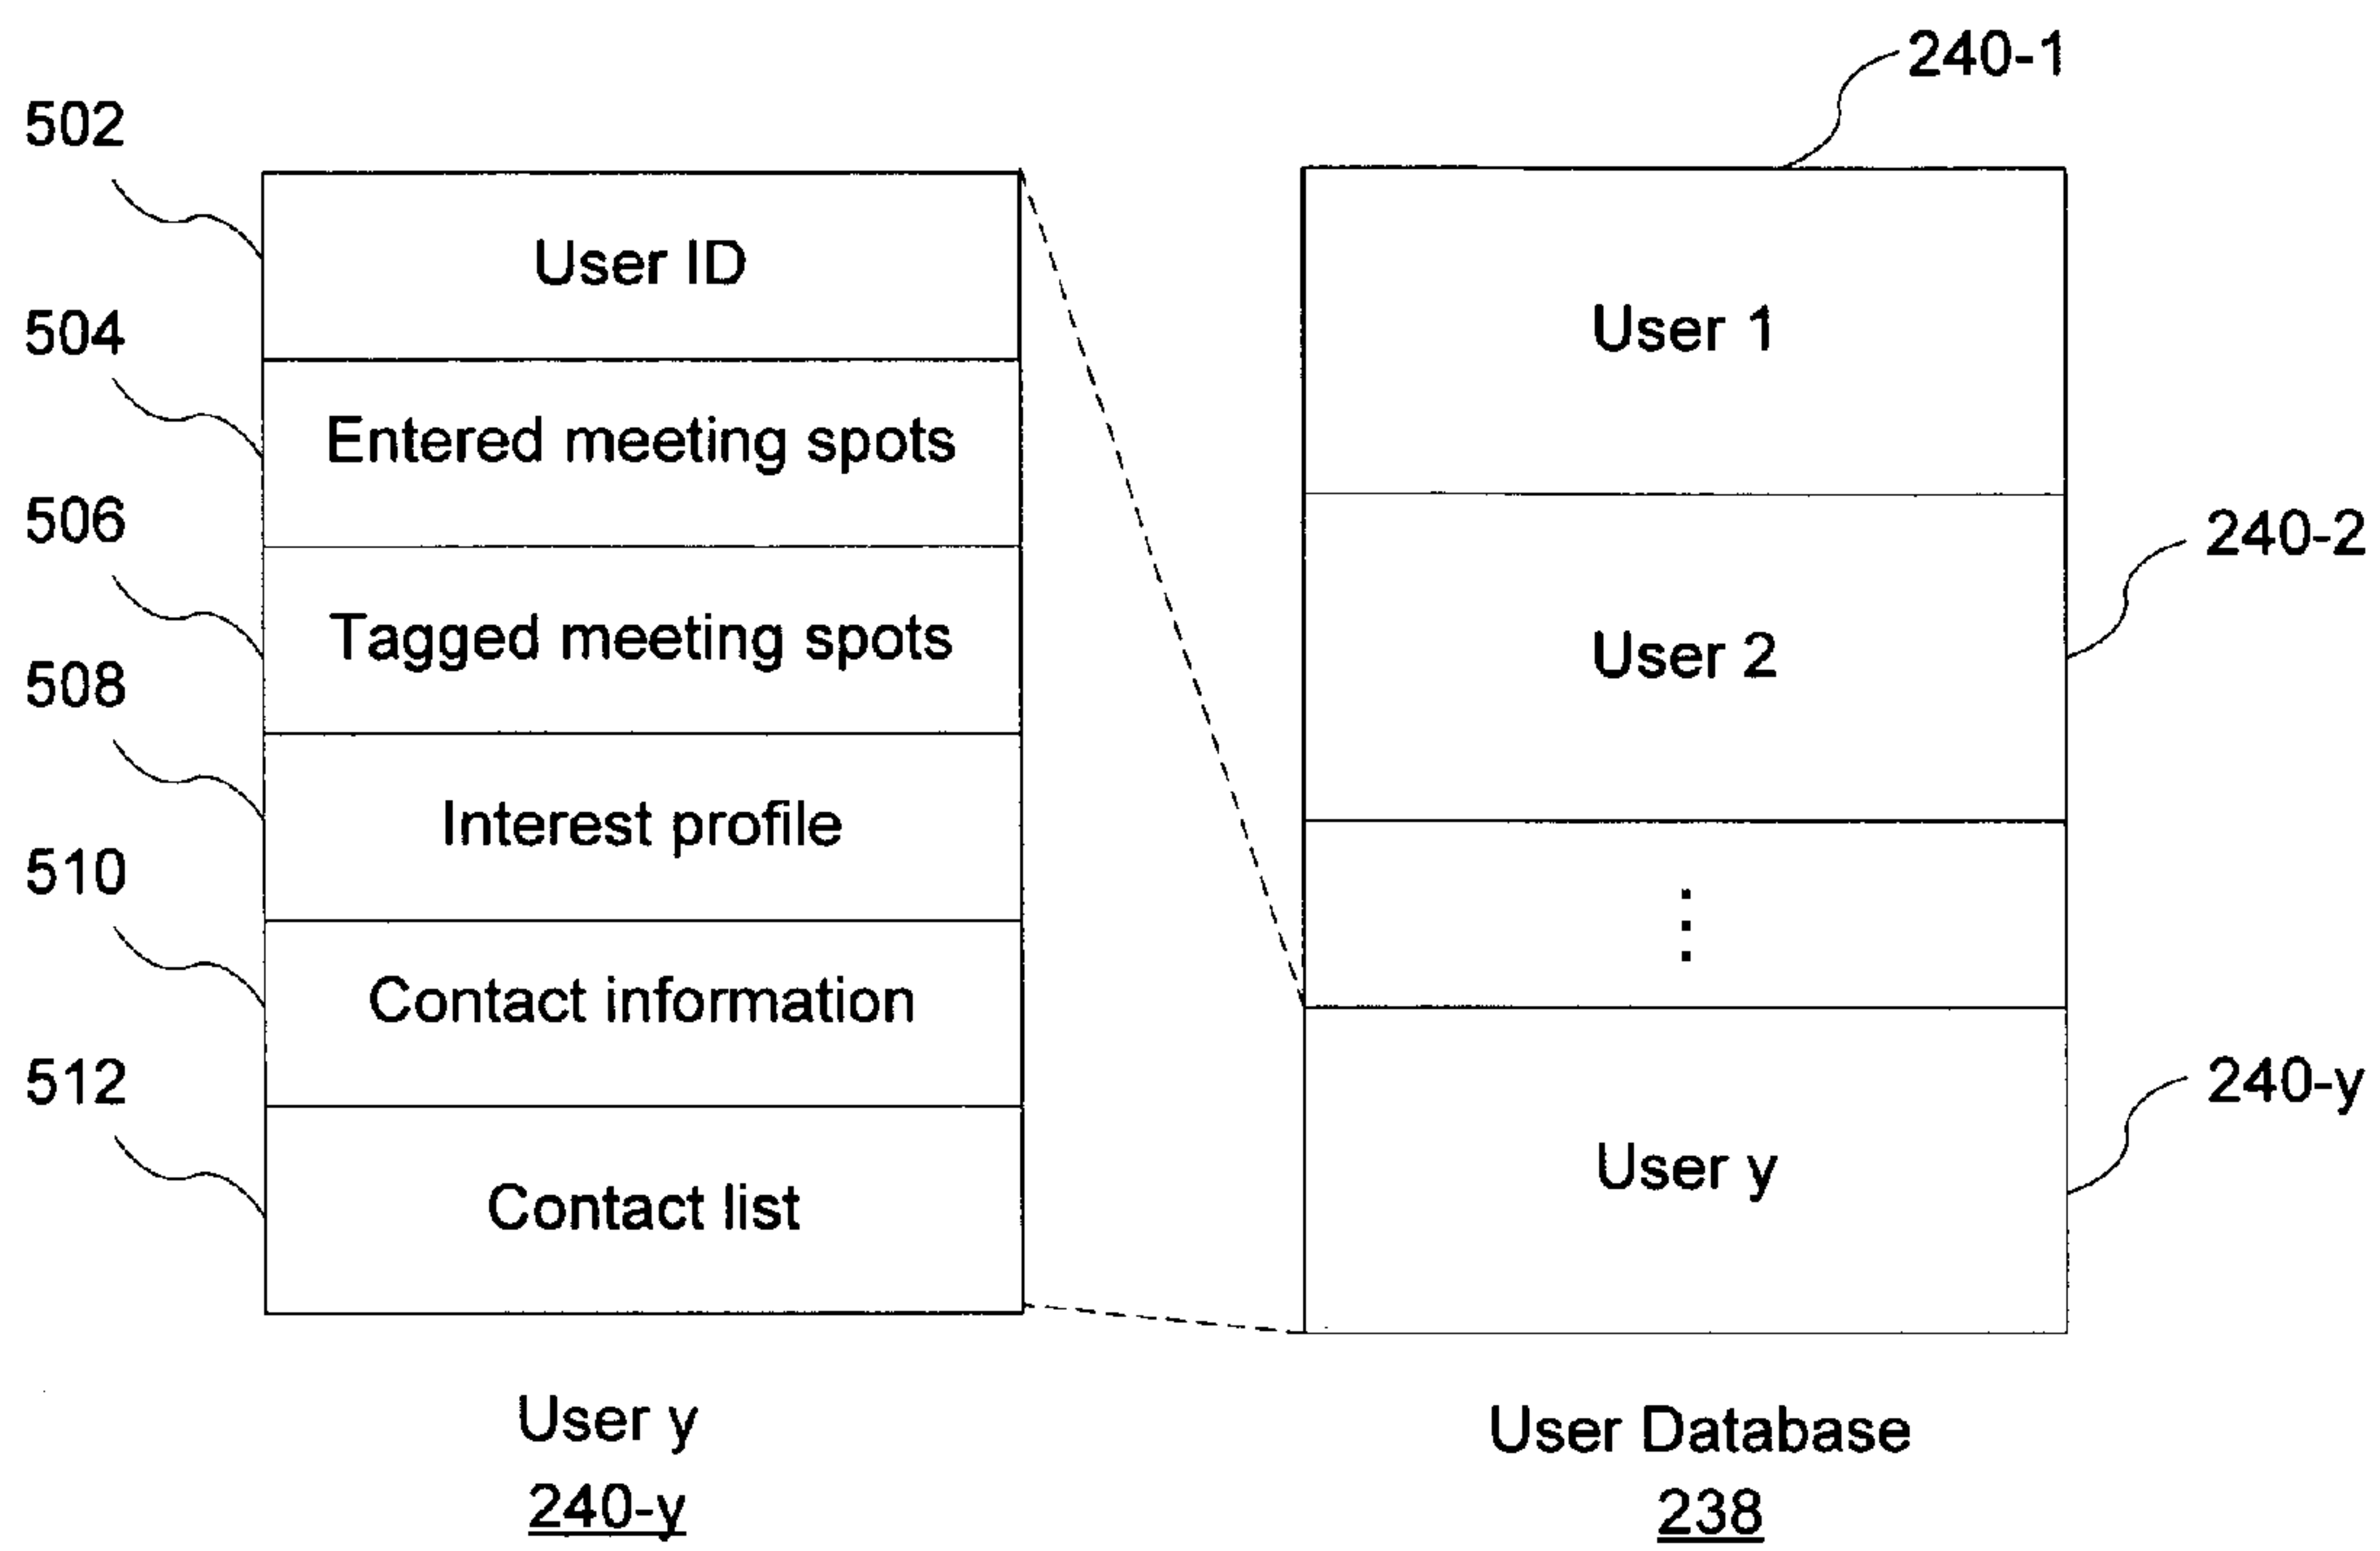 240-1
502
User ID
504
Entered meeting spots
506
Tagged meeting spots
508
Interest profile
510
Contact information
512
Contact list
User y
240-y
User 1
User 2
240-2
⋮
User y
240-y
User Database
238